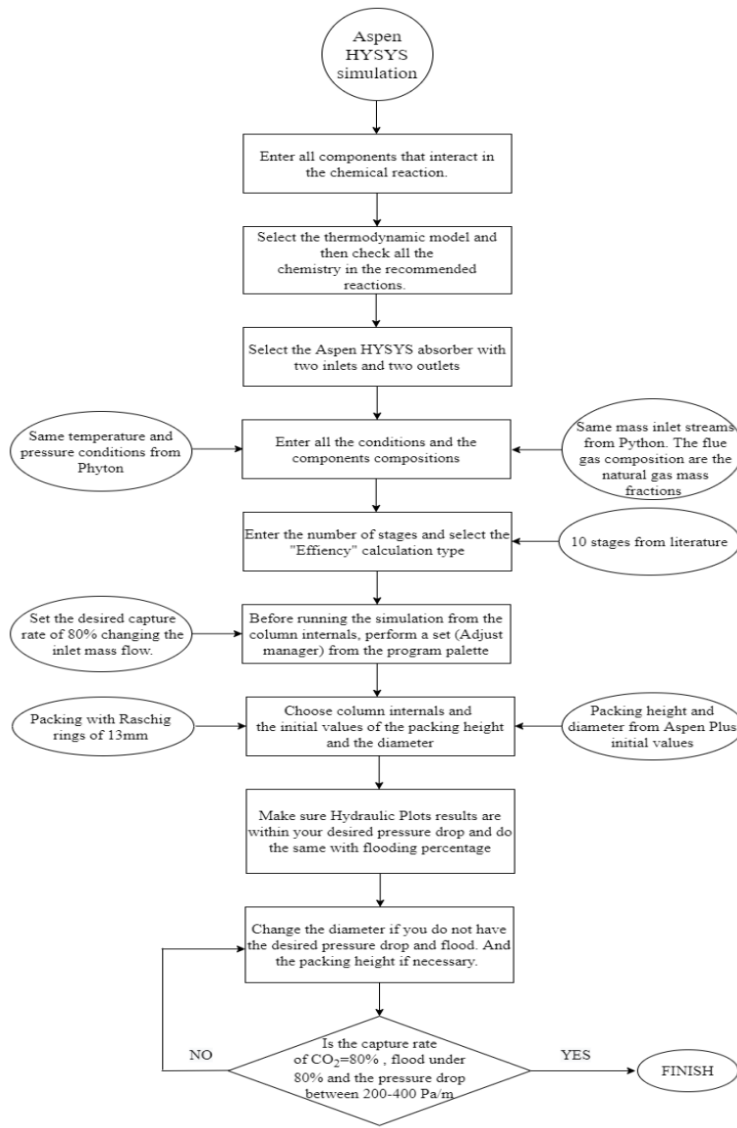 Aspen
HYSYS
simulation
Enter all components that interact in
the chemical reaction.
Select the thermodynamic model and
then check all the
chemistry in the recommended
reactions.
Select the Aspen HYSYS absorber with
two inlets and two outlets
Same temperature and
pressure conditions from
Phyton
Enter all the conditions and the
components compositions
Same mass inlet streams
from Python. The flue
gas composition are the
natural gas mass
fractions
Enter the number of stages and select the
"Effiency" calculation type
10 stages from literature
Set the desired capture
rate of 80% changing the
inlet mass flow.
Before running the simulation from the
column internals, perform a set (Adjust
manager) from the program palette
Packing with Raschig
rings of 13mm
Choose column internals and
the initial values of the packing height
and the diameter
Packing height and
diameter from Aspen Plus
initial values
Make sure Hydraulic Plots results are
within your desired pressure drop and do
the same with flooding percentage
Change the diameter if you do not have
the desired pressure drop and flood. And
the packing height if necessary.
Is the capture rate
of CO₂=80% , flood under
80% and the pressure drop
between 200-400 Pa/m
NO
YES
FINISH